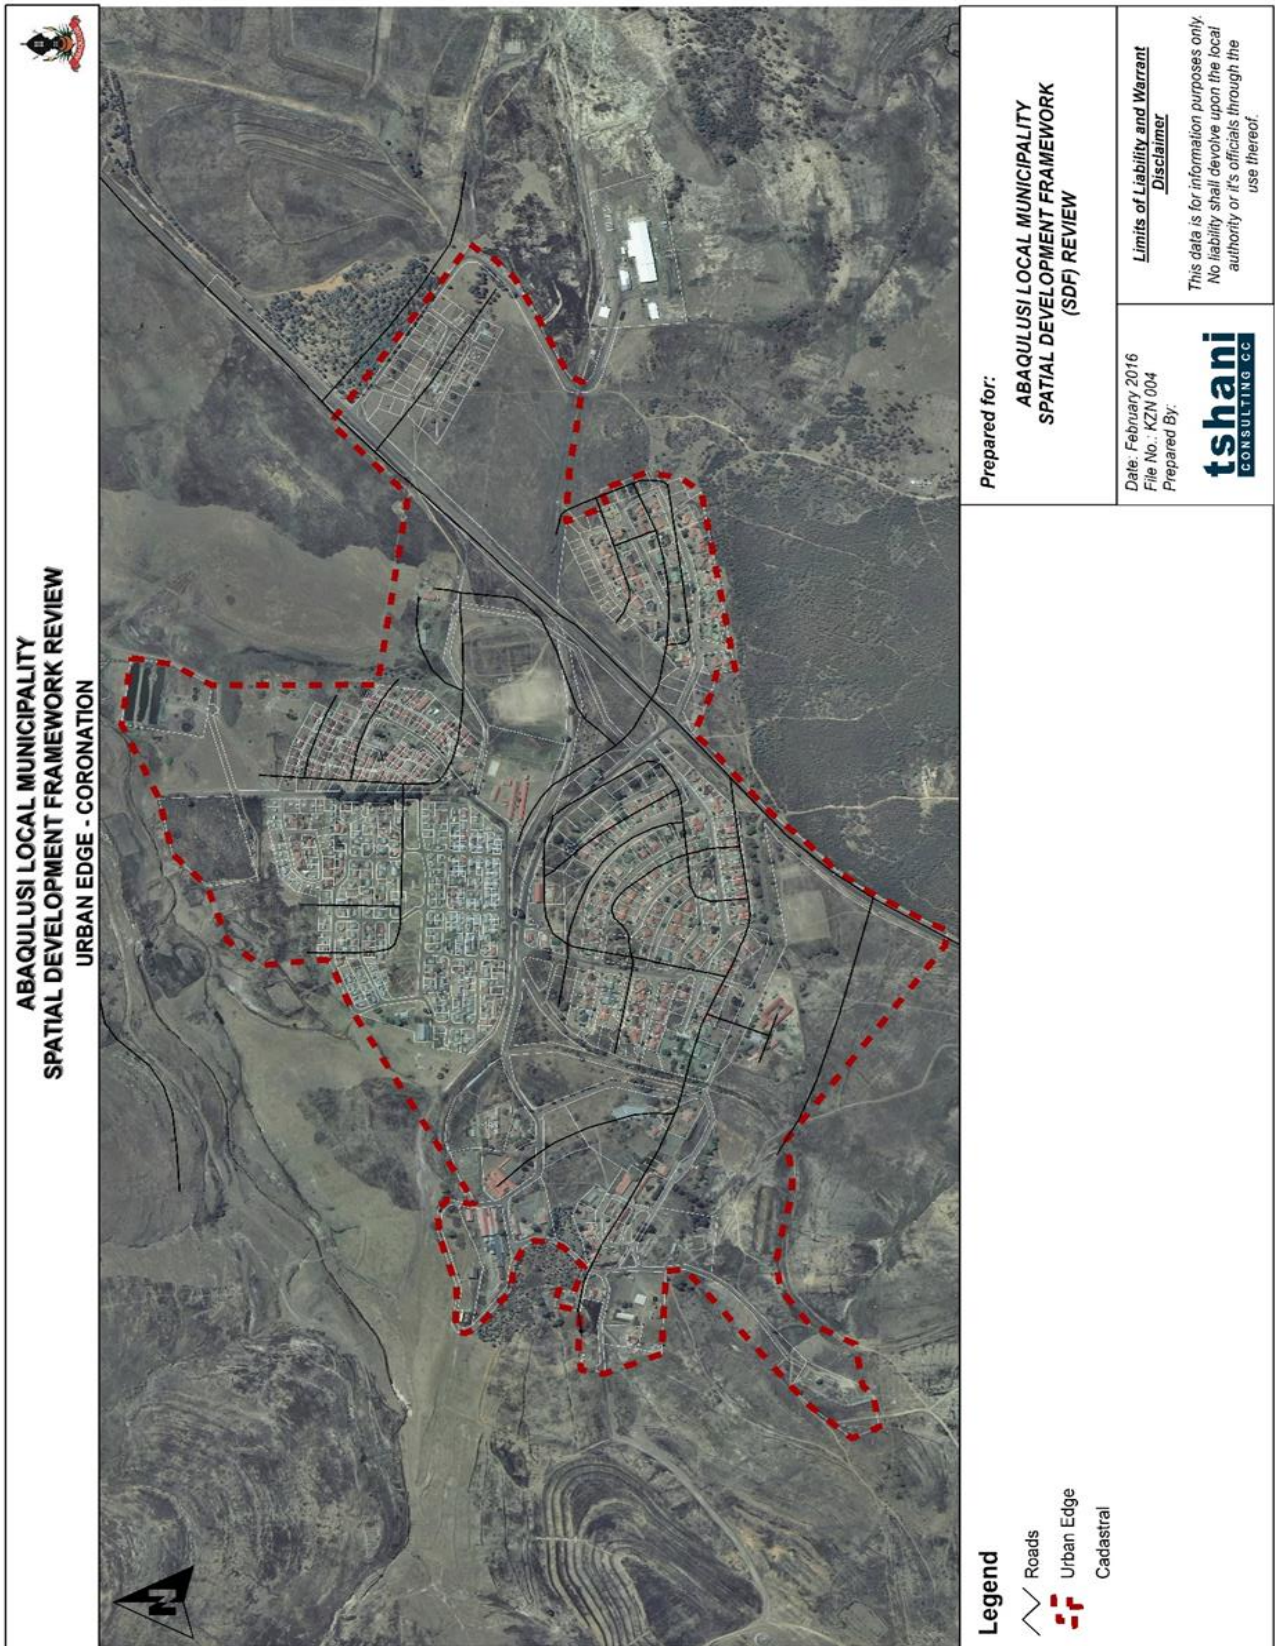 ABAQULUSI LOCAL MUNICIPALITY
SPATIAL DEVELOPMENT FRAMEWORK REVIEW
URBAN EDGE - CORONATION
N
Legend
Roads
Urban Edge
Cadastral
Prepared for:
ABAQULUSI LOCAL MUNICIPALITY
SPATIAL DEVELOPMENT FRAMEWORK
(SDF) REVIEW
Date: February 2016
File No.: KZN 004
Prepared By:
tshani
CONSULTING CC
Limits of Liability and Warrant
Disclaimer
This data is for information purposes only.
No liability shall devolve upon the local
authority or it's officials through the
use thereof.